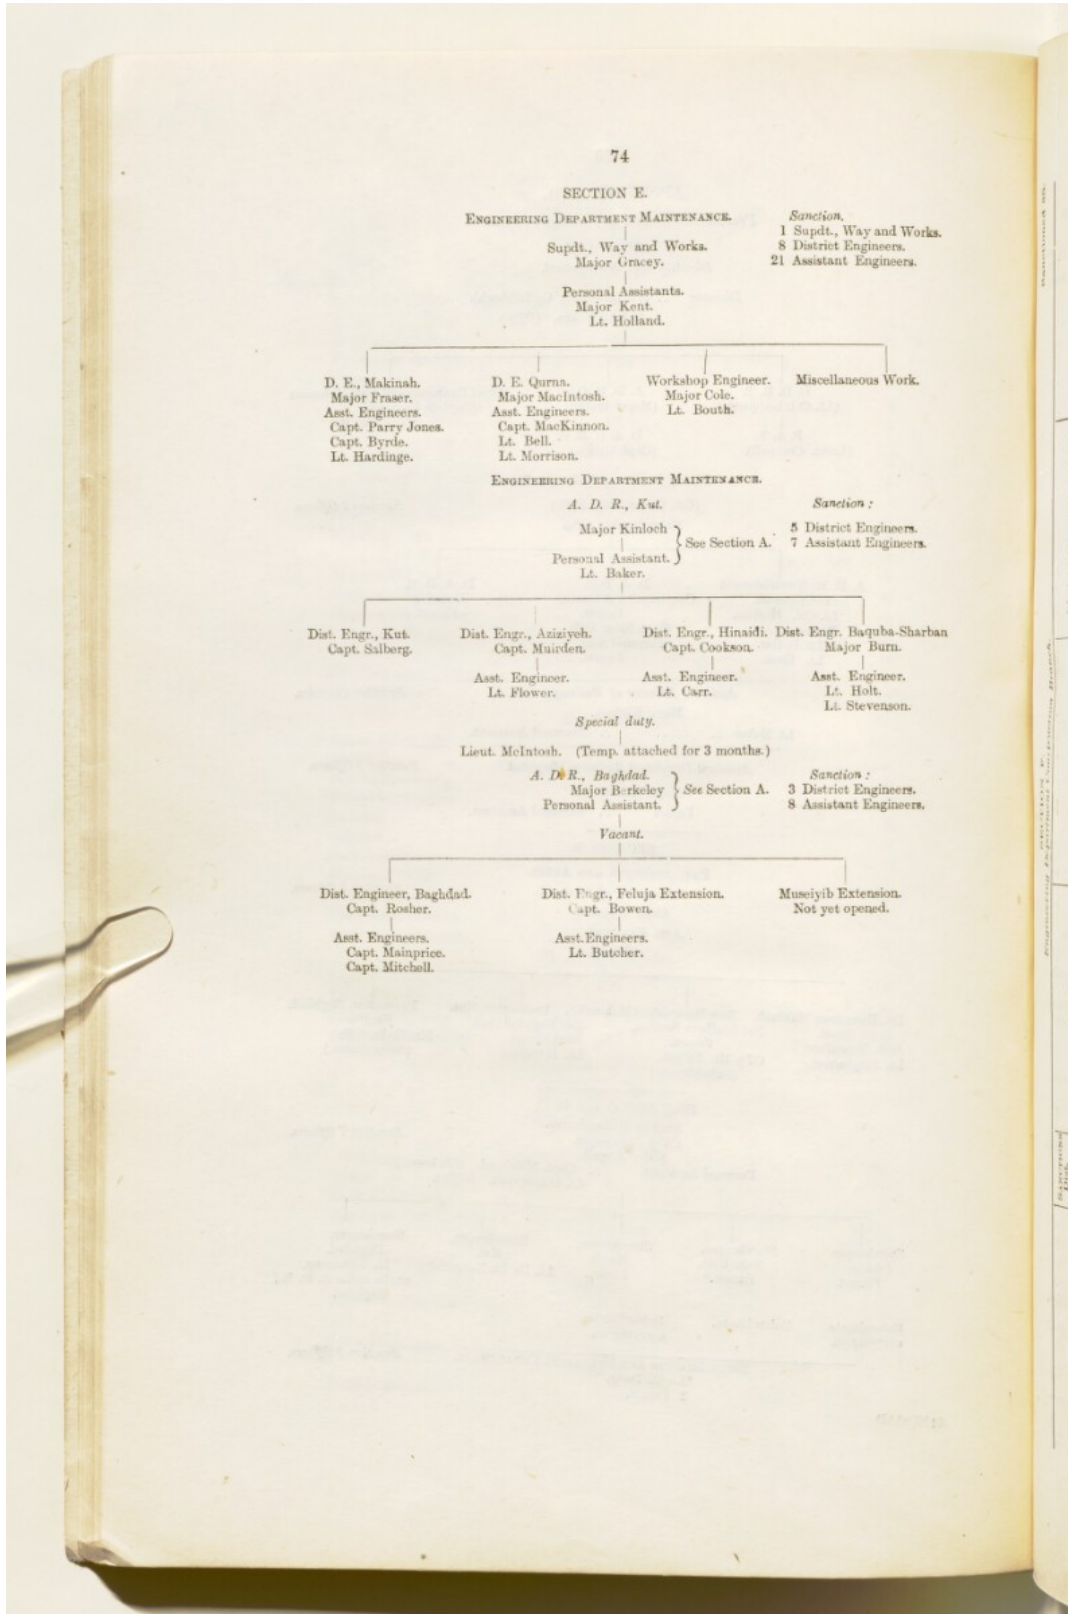 74
SECTION E.
ENGINEERING DEPARTMENT MAINTENANCE.
Sanction.
1 Supdt., Way and Works.
8 District Engineers.
21 Assistant Engineers.
Supdt., Way and Works.
Major Gracey.
Personal Assistants.
Major Kent.
Lt. Holland.
D. E., Makinah.
Major Fraser.
Asst. Engineers.
Capt. Parry Jones.
Capt. Byrde.
Lt. Hardinge.
D. E. Qurna.
Major MacIntosh.
Asst. Engineers.
Capt. MacKinnon.
Lt. Bell.
Lt. Morrison.
Workshop Engineer.
Major Cole.
Lt. Bouth.
Miscellaneous Work.
ENGINEERING DEPARTMENT MAINTENANCE.
A. D. R., Kut.
Sanction :
5 District Engineers.
7 Assistant Engineers.
Major Kinloch
See Section A.
Personal Assistant.
Lt. Baker.
Dist. Engr., Kut.
Capt. Salberg.
Dist. Engr., Aziziyeh.
Capt. Muirden.
Asst. Engineer.
Lt. Flower.
Dist. Engr., Hinaidi.
Capt. Cookson.
Asst. Engineer.
Lt. Carr.
Dist. Engr. Baquba-Sharban
Major Burn.
Asst. Engineer.
Lt. Holt.
Lt. Stevenson.
Special duty.
Lieut. McIntosh. (Temp. attached for 3 months.)
A. D. R., Baghdad.
Major Berkeley
Personal Assistant.
See Section A.
Sanction :
3 District Engineers.
8 Assistant Engineers.
Vacant.
Dist. Engineer, Baghdad.
Capt. Rosher.
Asst. Engineers.
Capt. Mainprice.
Capt. Mitchell.
Dist. Engr., Feluja Extension.
Capt. Bowen.
Asst. Engineers.
Lt. Butcher.
Museiyib Extension.
Not yet opened.